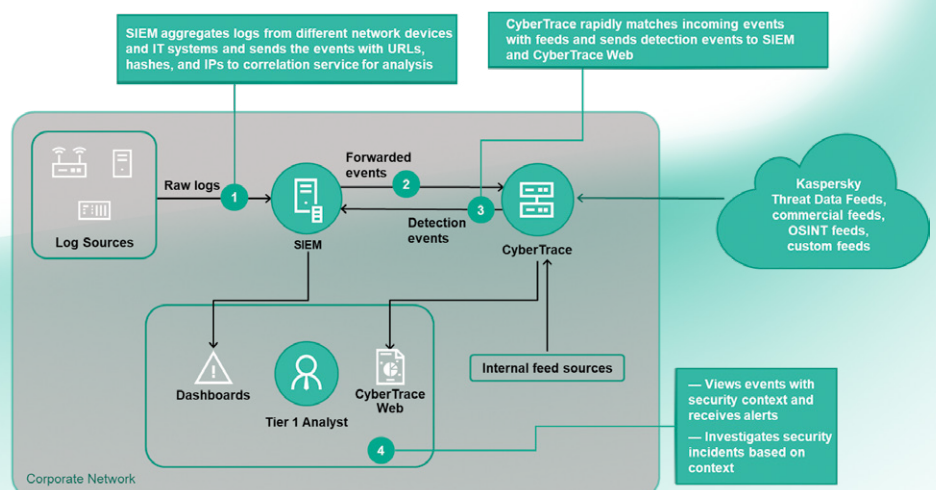 SIEM aggregates logs from different network devices
and IT systems and sends the events with URLs,
hashes, and IPs to correlation service for analysis
CyberTrace rapidly matches incoming events
with feeds and sends detection events to SIEM
and CyberTrace Web
Log Sources
Raw logs
1
SIEM
Forwarded
events
2
3
Detection
events
CyberTrace
Kaspersky
Threat Data Feeds,
commercial feeds,
OSINT feeds,
custom feeds
Internal feed sources
Dashboards
Tier 1 Analyst
CyberTrace
Web
4
— Views events with
security context and
receives alerts
— Investigates security
incidents based on
context
Corporate Network